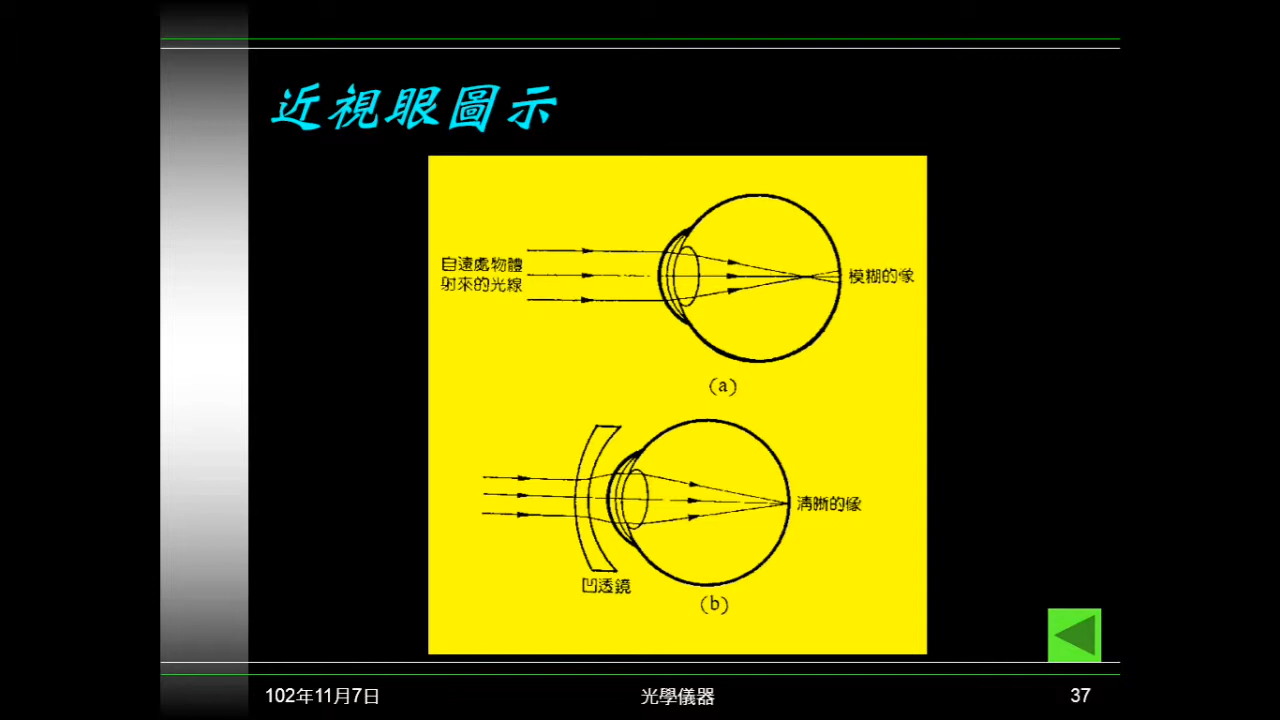 近視眼圖示
自遠處物體
射來的光線
模糊的像
(a)
清晰的像
凹透鏡
(b)
102年11月7日
光學儀器
37